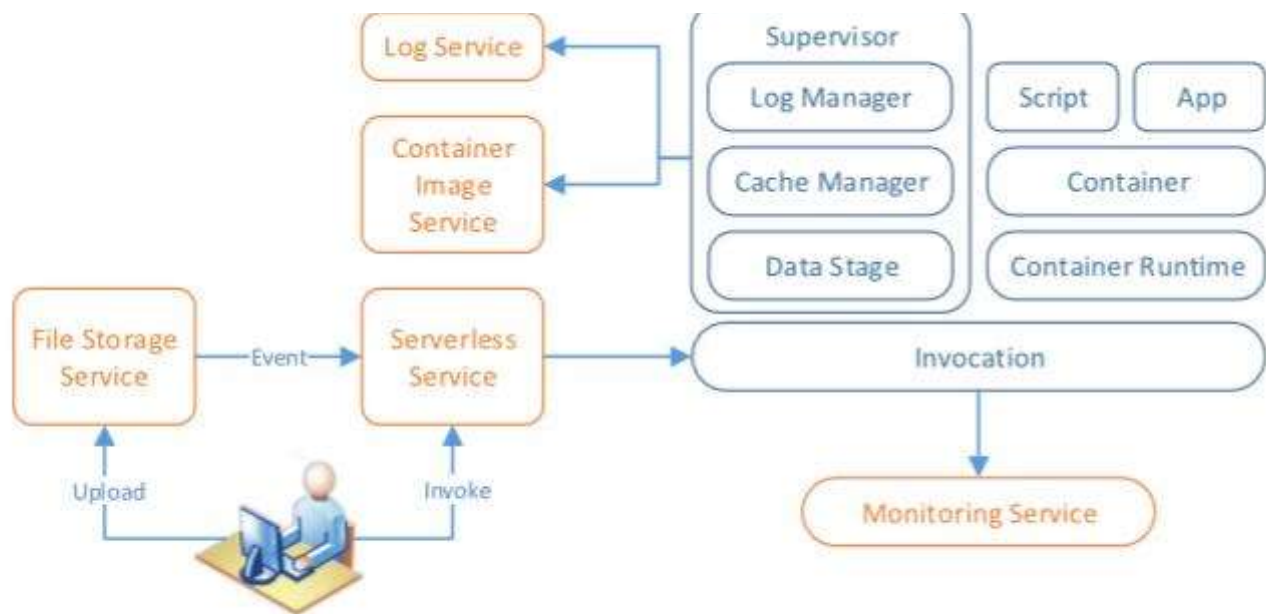 Log Service
Supervisor
Log Manager
Script
App
Container
Image
Service
Cache Manager
Container
Data Stage
Container Runtime
File Storage
Service
Event
Serverless
Service
Invocation
Upload
Invoke
Monitoring Service